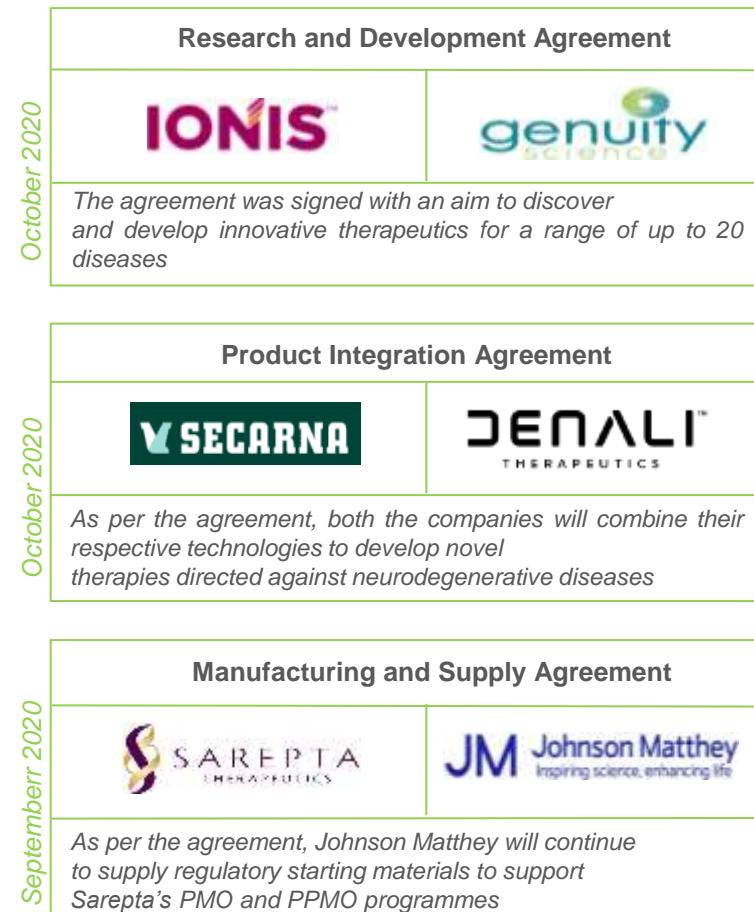 Research and Development Agreement
October 2020
IONIS™
genuity
science
The agreement was signed with an aim to discover
and develop innovative therapeutics for a range of up to 20
diseases
Product Integration Agreement
October 2020
SECARNA
DENALI™
THERAPEUTICS
As per the agreement, both the companies will combine their
respective technologies to develop novel
therapies directed against neurodegenerative diseases
Manufacturing and Supply Agreement
Septemberr 2020
SAREPTA
THERAPEUTICS
JM Johnson Matthey
Inspiring science, enhancing life
As per the agreement, Johnson Matthey will continue
to supply regulatory starting materials to support
Sarepta's PMO and PPMO programmes